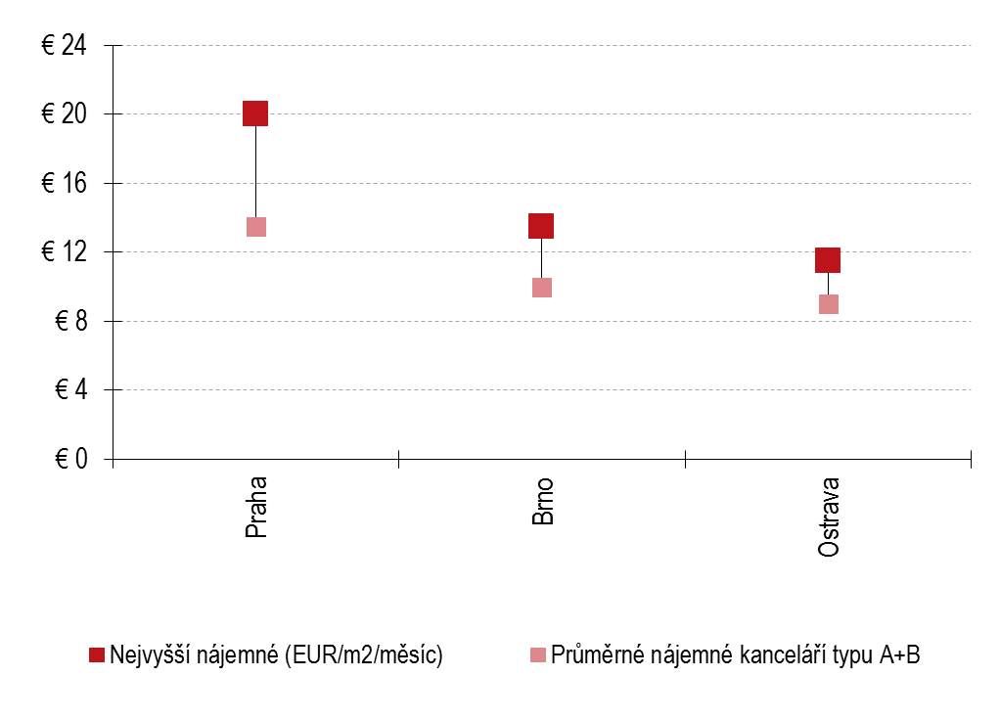 € 24
€ 20
€ 16
€ 12
€ 8
€ 4
€ 0
Praha
Brno
Ostrava
Nejvyšší nájemné (EUR/m2/měsíc)
Průměrné nájemné kanceláří typu A+B